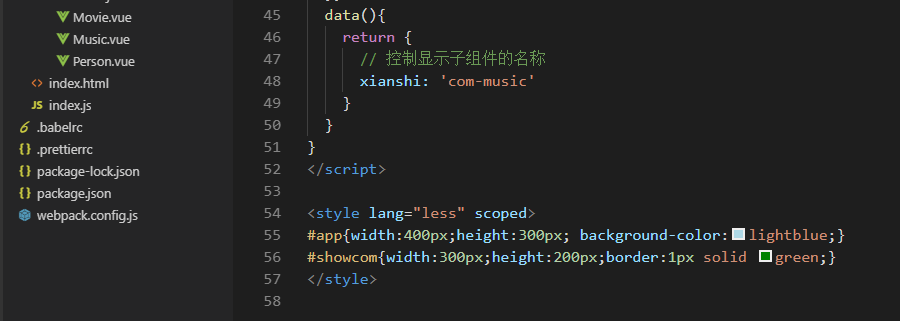 Movie.vue
Music.vue
Person.vue
index.html
index.js
.babelrc
.prettierrc
package-lock.json
package.json
webpack.config.js
45 data(){
46 return {
47 // 控制显示子组件的名称
48 xianshi: 'com-music'
49 }
50 }
51 }
52 </script>
53
54 <style lang="less" scoped>
55 #app{width:400px;height:300px; background-color:lightblue;}
56 #showcom{width:300px;height:200px;border:1px solid green;}
57 </style>
58